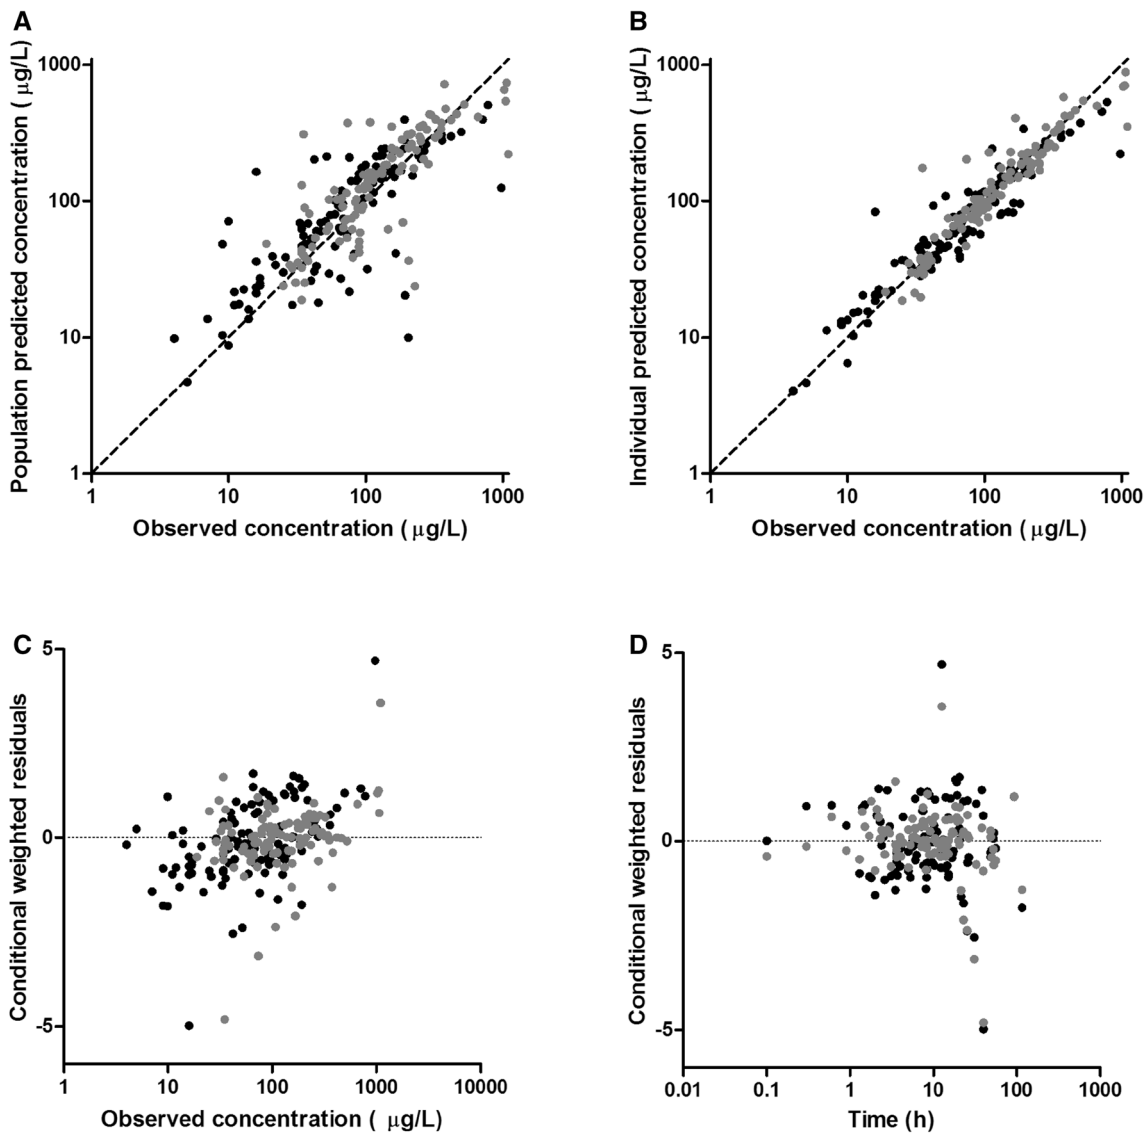 A
Population predicted concentration ( μg/L)
1000
100
10
1
1
10
100
1000
Observed concentration ( μg/L)
B
Individual predicted concentration ( μg/L)
1000
100
10
1
1
10
100
1000
Observed concentration ( μg/L)
C
Conditional weighted residuals
5
0
-5
1
10
100
1000
10000
Observed concentration ( μg/L)
D
Conditional weighted residuals
5
0
-5
0.01
0.1
1
10
100
1000
Time (h)